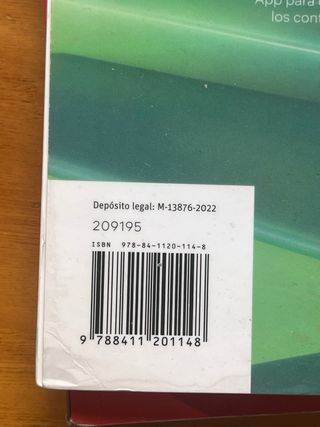 App para
los cont
Depósito legal: M-13876-2022
209195
ISBN 978-84-1120-114-8
9 788411 201148